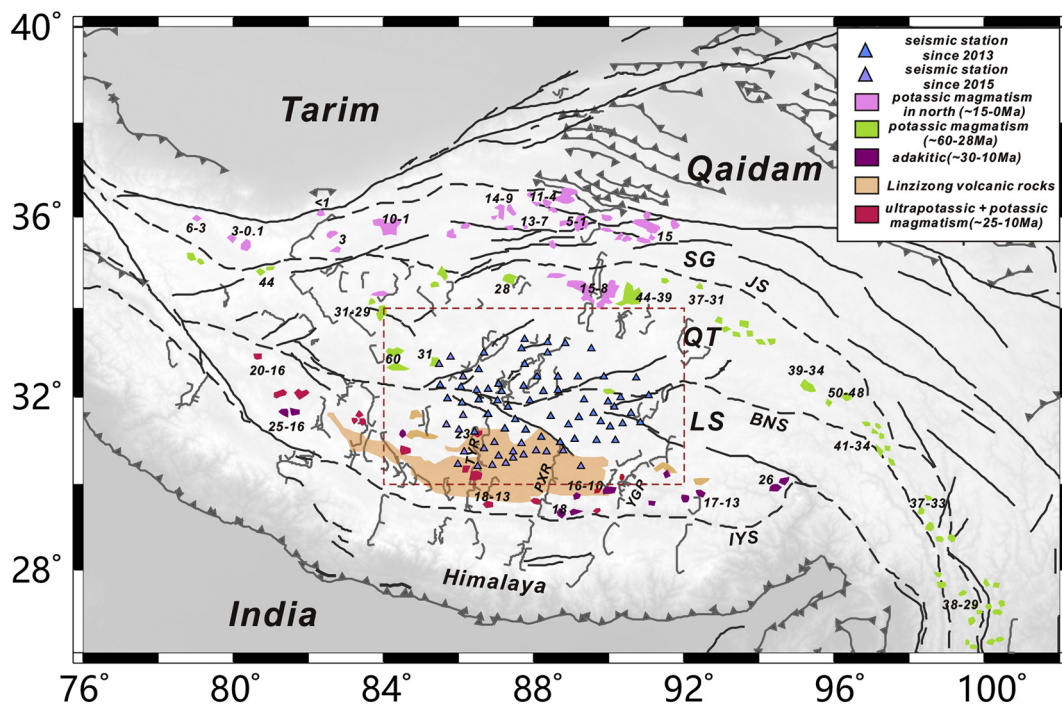 40°
36°
32°
28°
76°
80°
84°
88°
92°
96°
100°
seismic station
since 2013
seismic station
since 2015
potassic magmatism
in north (~15-0Ma)
potassic magmatism
(~60-28Ma)
adakitic(~30-10Ma)
Linzizong volcanic rocks
ultrapotassic + potassic
magmatism(~25-10Ma)
Tarim
Qaidam
<1
14-9
11-4
6-3
3-0.1
10-1
3
13-7
5-1
15
SG
JS
44
28
15-8
44-39
37-31
31-29
QT
60
31
20-16
39-34
50-48
25-16
23
LS
BNS
41-34
TYR
PXR
YGR
18-13
16-10
18
17-13
26
37-33
IYS
Himalaya
India
38-29